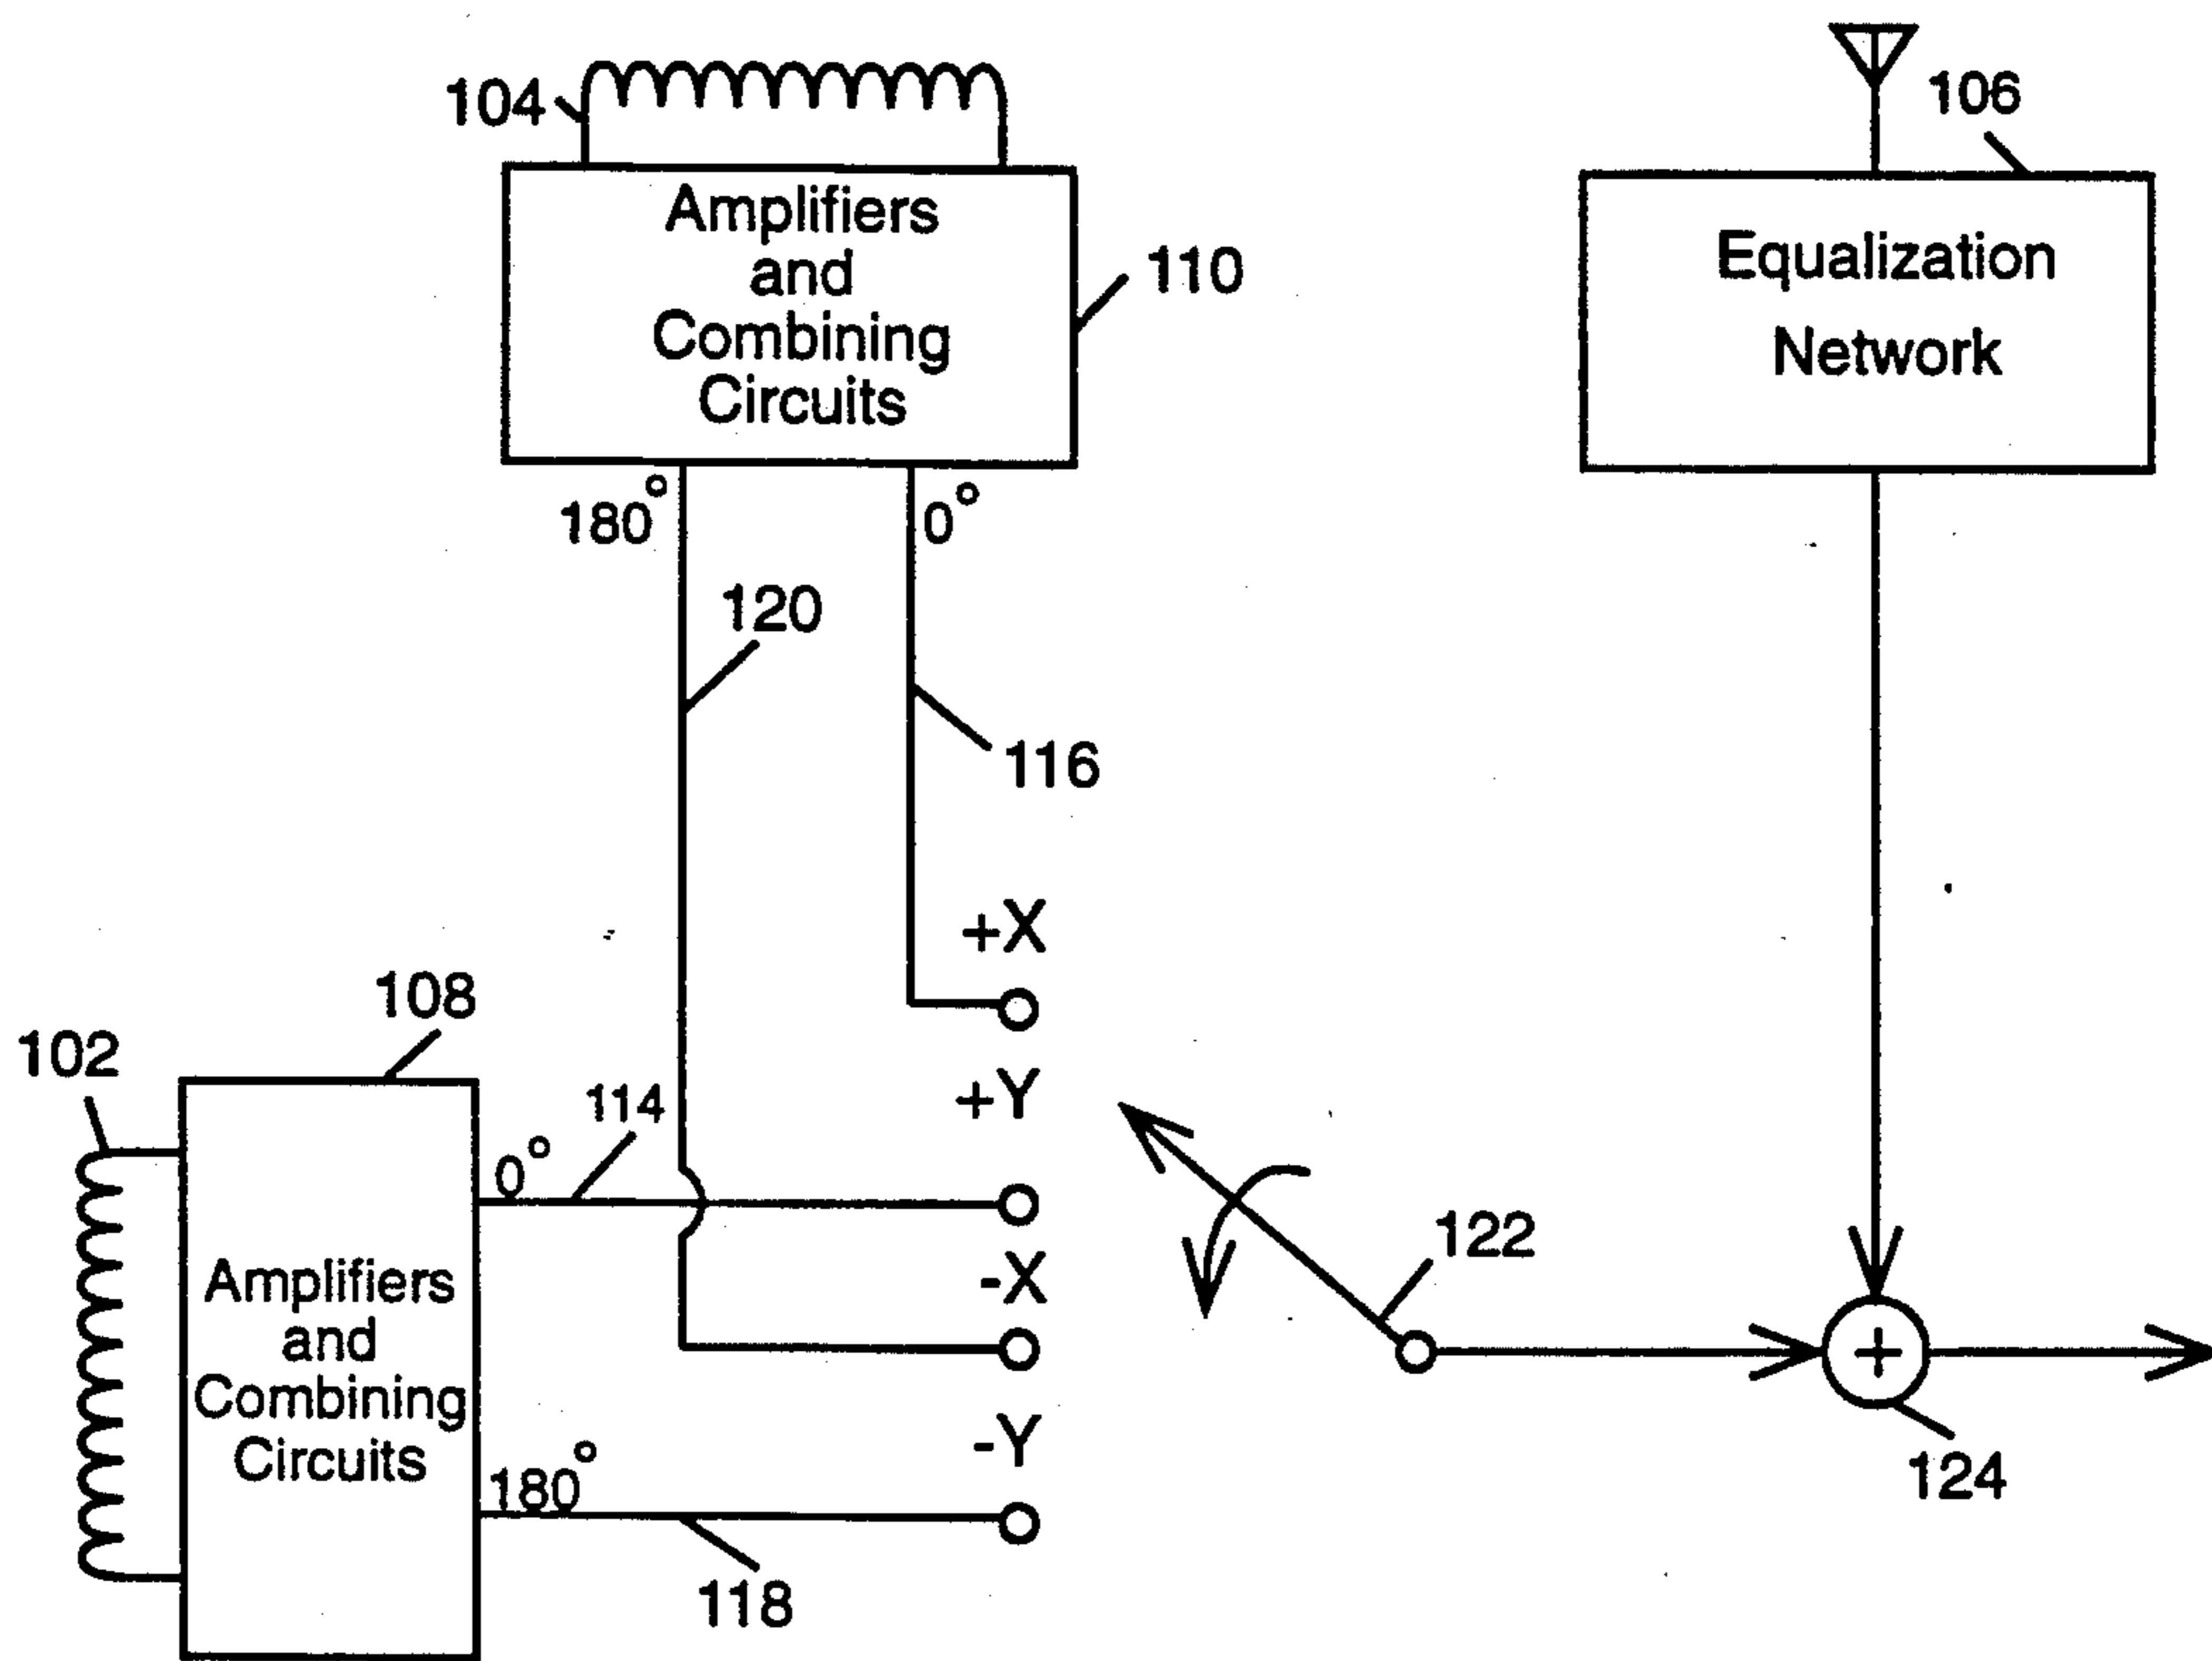 104
106
Amplifiers
and
Combining
Circuits
110
Equalization
Network
180°
0°
120
116
+X
108
102
+Y
114
0°
-X
122
Amplifiers
and
Combining
Circuits
-Y
180°
+
124
118